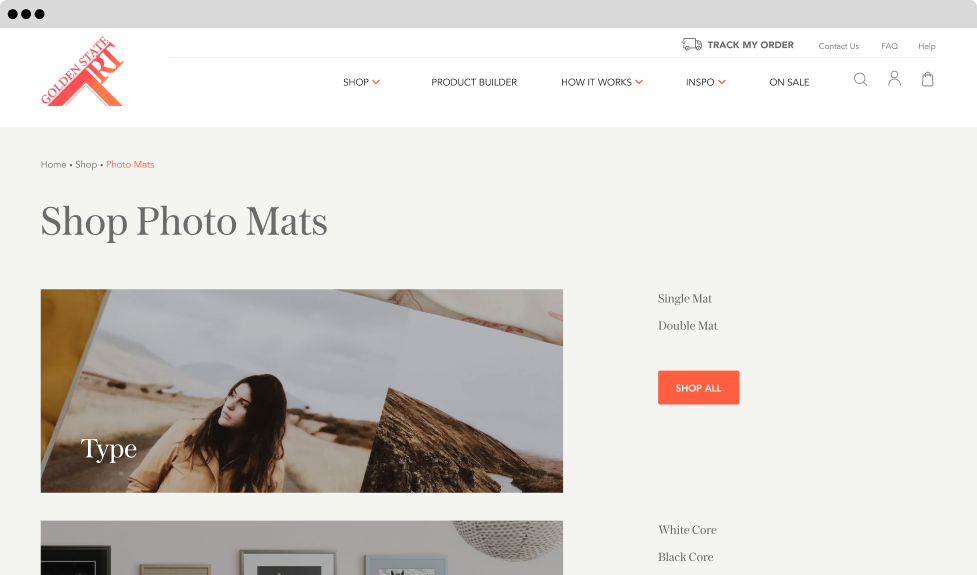 GOLDEN STATE
ART
TRACK MY ORDER
Contact Us
FAQ
Help
SHOP
PRODUCT BUILDER
HOW IT WORKS
INSPO
ON SALE
Home • Shop • Photo Mats
Shop Photo Mats
Type
Single Mat
Double Mat
SHOP ALL
White Core
Black Core